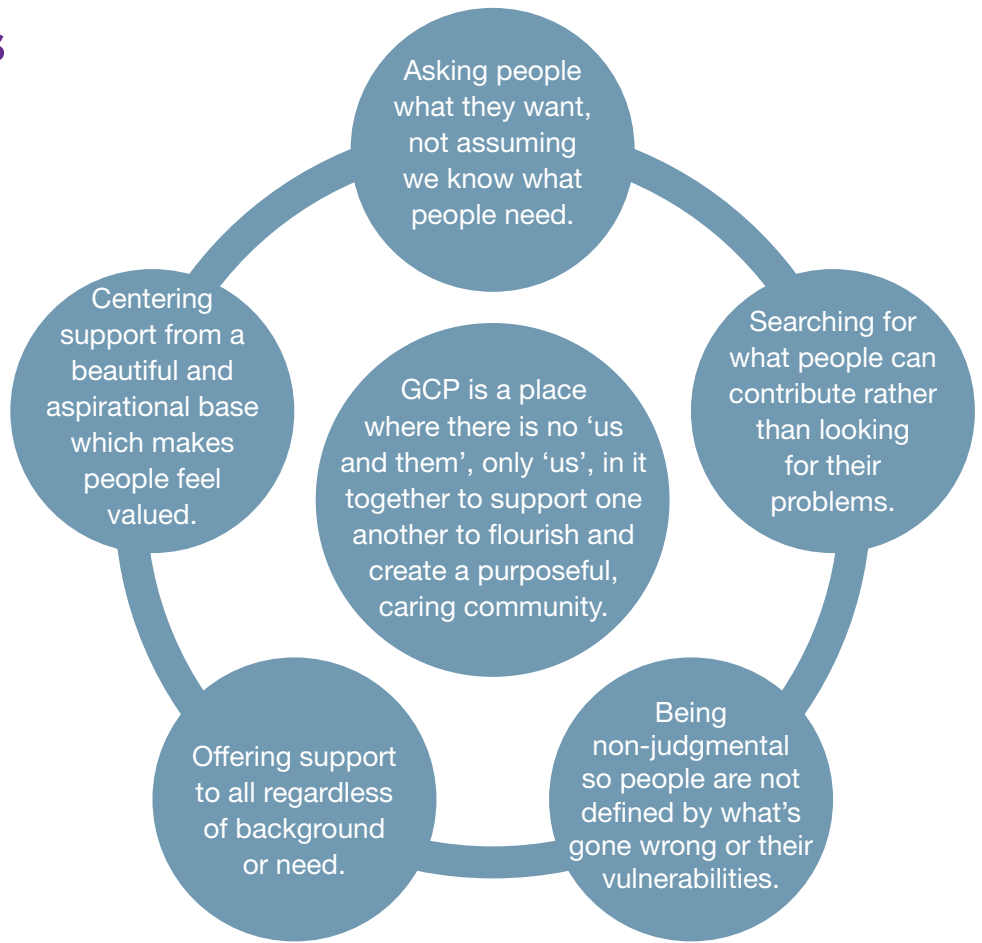 s
Asking people
what they want,
not assuming
we know what
people need.
Searching for
what people can
contribute rather
than looking
for their
problems.
Being
non-judgmental
so people are not
defined by what’s
gone wrong or their
vulnerabilities.
Offering support
to all regardless
of background
or need.
Centering
support from a
beautiful and
aspirational base
which makes
people feel
valued.
GCP is a place
where there is no ‘us
and them’, only ‘us’, in it
together to support one
another to flourish and
create a purposeful,
caring community.